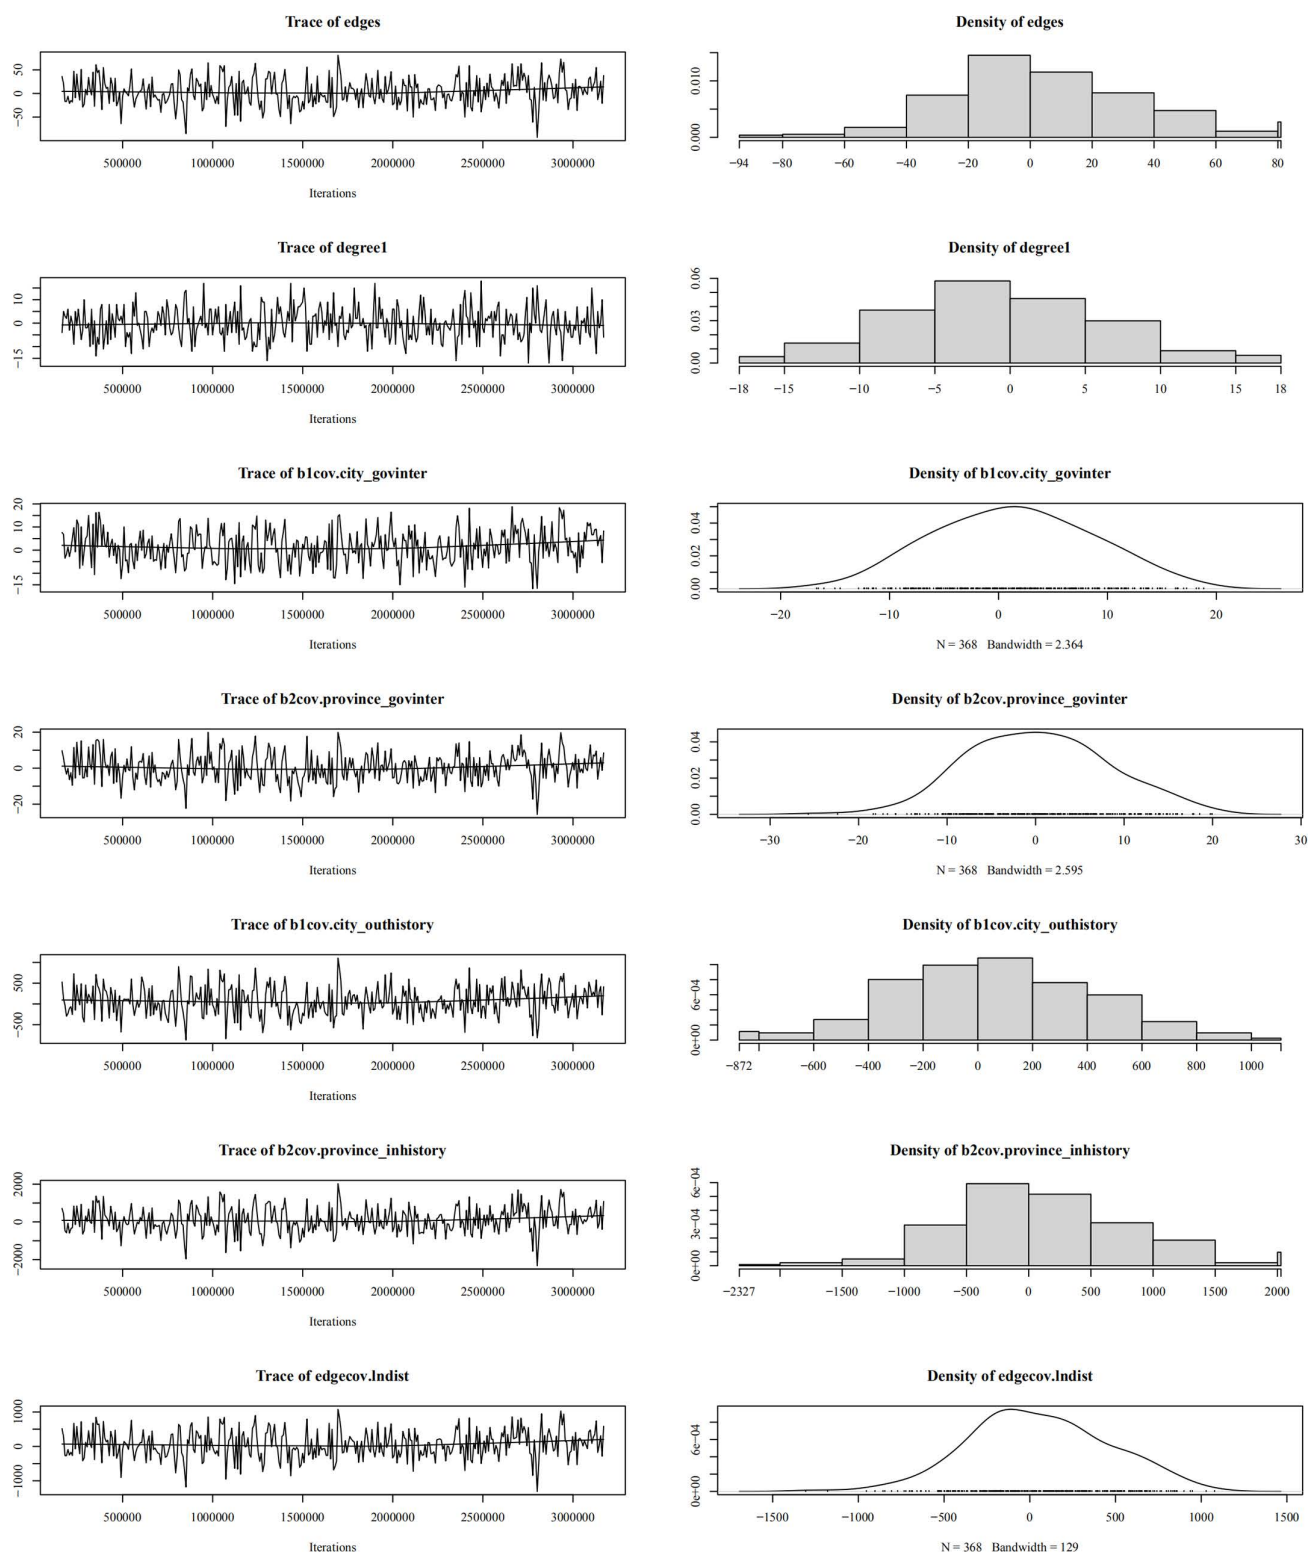 Trace of edges
Density of edges
50
0
−50
500000 1000000 1500000 2000000 2500000 3000000
Iterations
0.010
0.000
−94 −80 −60 −40 −20 0 20 40 60 80
Trace of degree1
Density of degree1
10
0
−15
500000 1000000 1500000 2000000 2500000 3000000
Iterations
0.06
0.03
0.00
−18 −15 −10 −5 0 5 10 15 18
Trace of b1cov.city_govinter
Density of b1cov.city_govinter
20
10
0
−15
500000 1000000 1500000 2000000 2500000 3000000
Iterations
0.04
0.02
0.00
−20 −10 0 10 20
N = 368 Bandwidth = 2.364
Trace of b2cov.province_govinter
Density of b2cov.province_govinter
20
0
−20
500000 1000000 1500000 2000000 2500000 3000000
Iterations
0.04
0.02
0.00
−30 −20 −10 0 10 20 30
N = 368 Bandwidth = 2.595
Trace of b1cov.city_outhistory
Density of b1cov.city_outhistory
500
−500
500000 1000000 1500000 2000000 2500000 3000000
Iterations
6e−04
0e+00
−872 −600 −400 −200 0 200 400 600 800 1000
Trace of b2cov.province_inhistory
Density of b2cov.province_inhistory
2000
0
−2000
500000 1000000 1500000 2000000 2500000 3000000
Iterations
6e−04
3e−04
0e+00
−2327 −1500 −1000 −500 0 500 1000 1500 2000
Trace of edgecov.lndist
Density of edgecov.lndist
1000
0
−1000
500000 1000000 1500000 2000000 2500000 3000000
Iterations
6e−04
0e+00
−1500 −1000 −500 0 500 1000 1500
N = 368 Bandwidth = 129